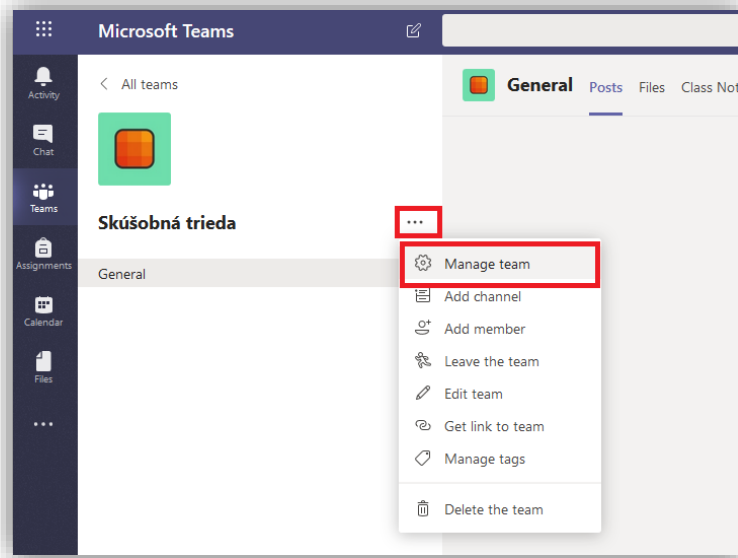 Microsoft Teams
Activity
Chat
Teams
Assignments
Calendar
Files
All teams
Skúšobná trieda
General
General Posts Files Class Not
Manage team
Add channel
Add member
Leave the team
Edit team
Get link to team
Manage tags
Delete the team